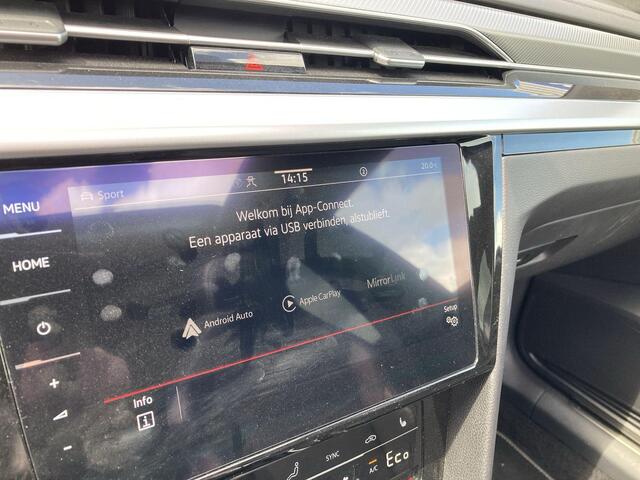 Sport
14:15
20.0°C
MENU
Welkom bij App-Connect.
Een apparaat via USB verbinden, alstublieft.
HOME
Android Auto
Apple CarPlay
MirrorLink
Setup
Info
SYNC
A/C
Eco